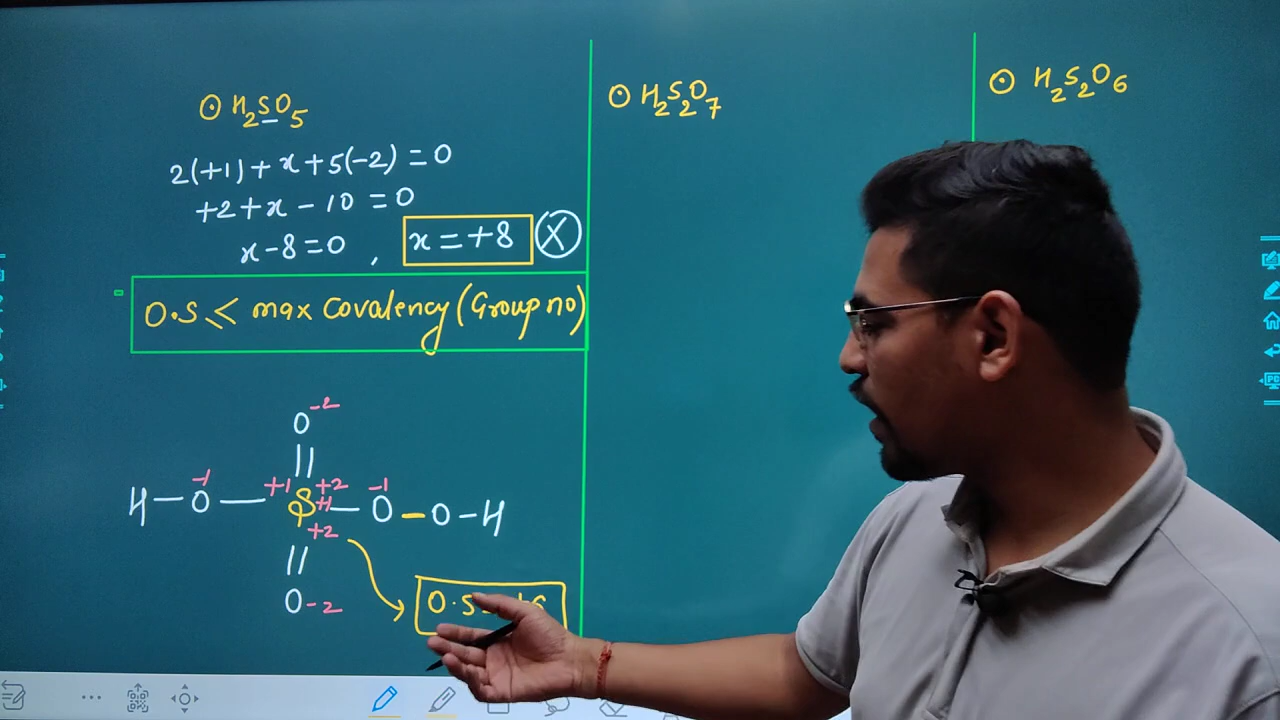 ⊙ H₂SO₅
2(+1) + x + 5(-2) = 0
+2 + x - 10 = 0
x - 8 = 0 , x = +8 ⓧ
O.S < max Covalency (Group no)
O -2
||
H — O -1 — +1 S +2 +1 +2 — O -1 — O - H
||
O -2
O.S
⊙ H₂S₂O₇
⊙ H₂S₂O₆